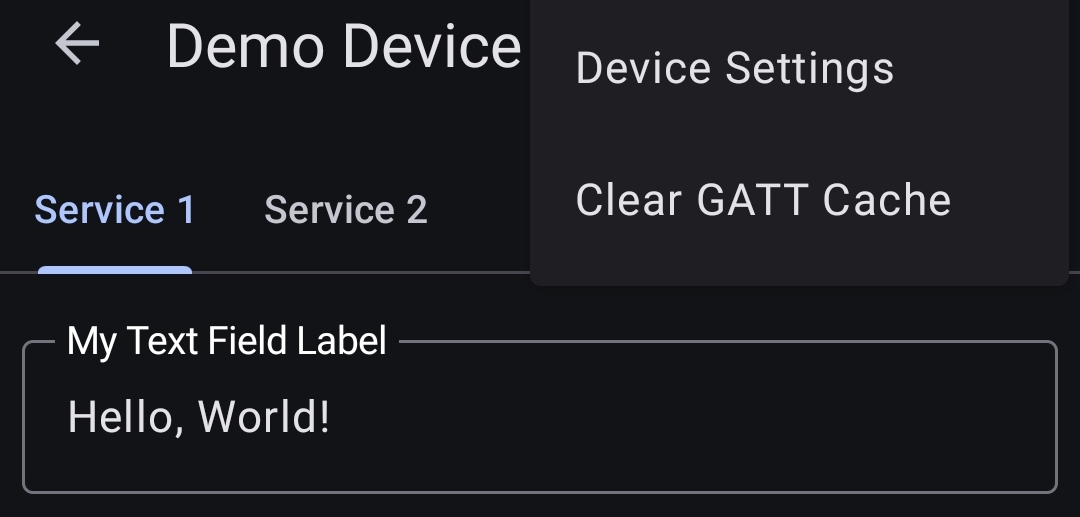 Demo Device
Device Settings
Clear GATT Cache
Service 1
Service 2
My Text Field Label
Hello, World!